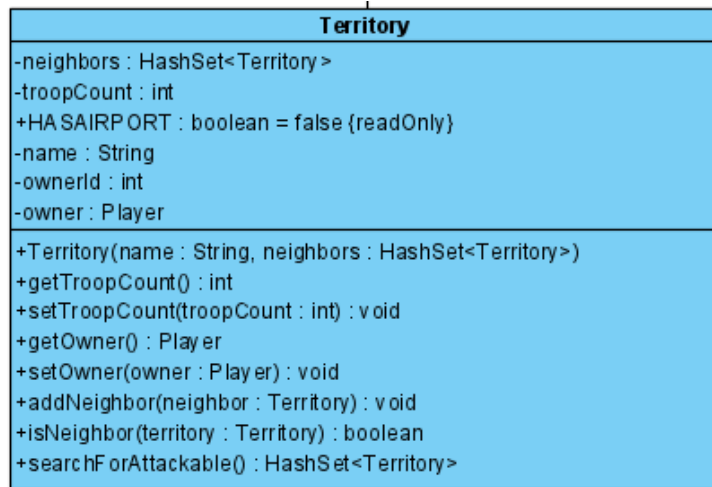 Territory
-neighbors : HashSet<Territory>
-troopCount : int
+HASAIRPORT : boolean = false {readOnly}
-name : String
-ownerId : int
-owner : Player
+Territory(name : String, neighbors : HashSet<Territory>)
+getTroopCount() : int
+setTroopCount(troopCount : int) : void
+getOwner() : Player
+setOwner(owner : Player) : void
+addNeighbor(neighbor : Territory) : void
+isNeighbor(territory : Territory) : boolean
+searchForAttackable() : HashSet<Territory>